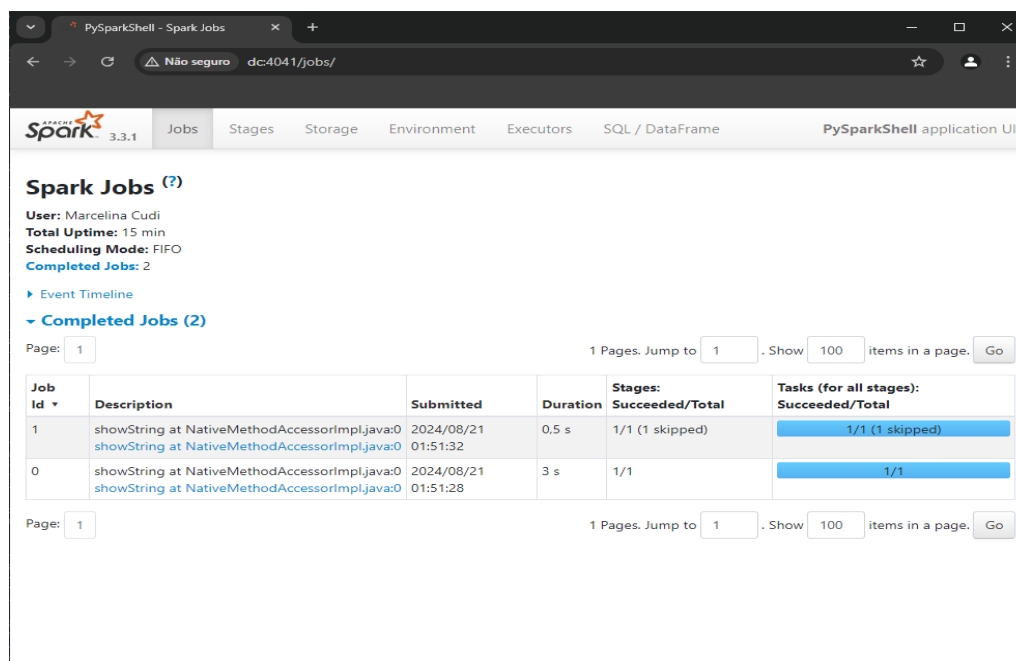 PySparkShell - Spark Jobs
Não seguro dc:4041/jobs/
APACHE Spark 3.3.1 Jobs Stages Storage Environment Executors SQL / DataFrame PySparkShell application UI
Spark Jobs (?)
User: Marcelina Cudi
Total Uptime: 15 min
Scheduling Mode: FIFO
Completed Jobs: 2
Event Timeline
Completed Jobs (2)
Page: 1 1 Pages. Jump to 1 . Show 100 items in a page. Go
Job Id ▾ Description Submitted Duration Stages: Succeeded/Total Tasks (for all stages): Succeeded/Total
1 showString at NativeMethodAccessorImpl.java:0 2024/08/21 0,5 s 1/1 (1 skipped) 1/1 (1 skipped)
showString at NativeMethodAccessorImpl.java:0 01:51:32
0 showString at NativeMethodAccessorImpl.java:0 2024/08/21 3 s 1/1 1/1
showString at NativeMethodAccessorImpl.java:0 01:51:28
Page: 1 1 Pages. Jump to 1 . Show 100 items in a page. Go